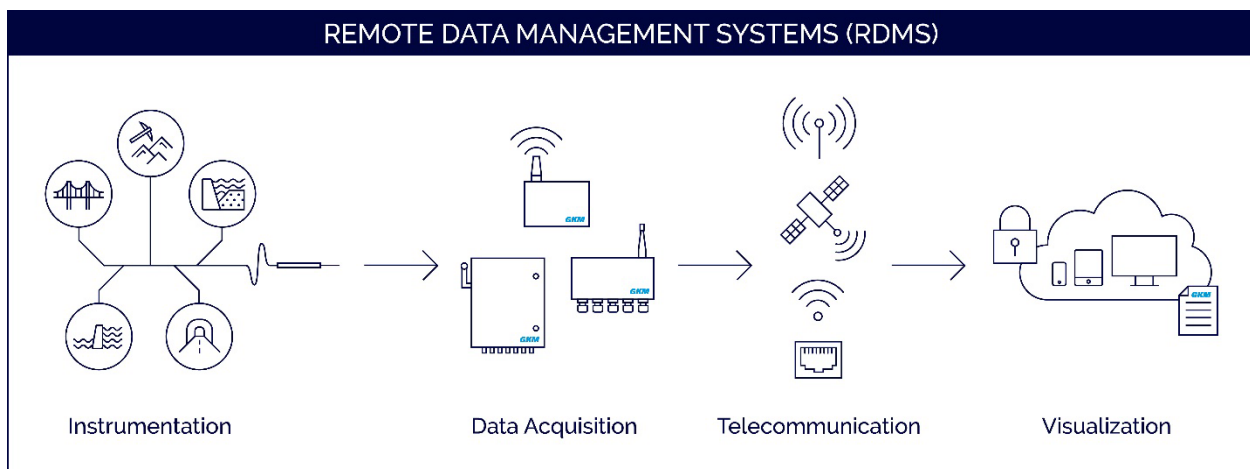 REMOTE DATA MANAGEMENT SYSTEMS (RDMS)
GKM
GKM
GKM
GKM
Instrumentation
Data Acquisition
Telecommunication
Visualization